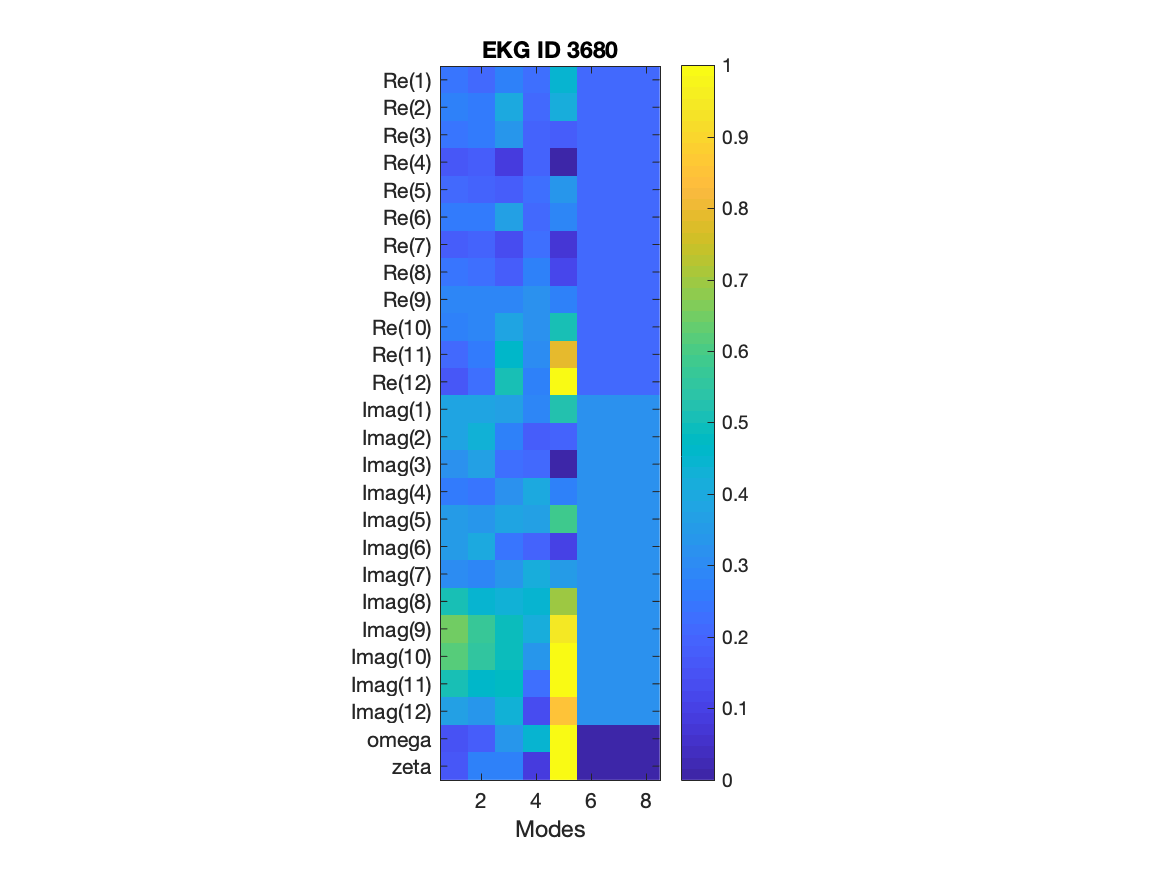 EKG ID 3680
Re(1)
Re(2)
Re(3)
Re(4)
Re(5)
Re(6)
Re(7)
Re(8)
Re(9)
Re(10)
Re(11)
Re(12)
Imag(1)
Imag(2)
Imag(3)
Imag(4)
Imag(5)
Imag(6)
Imag(7)
Imag(8)
Imag(9)
Imag(10)
Imag(11)
Imag(12)
omega
zeta
2 4 6 8
Modes
1
0.9
0.8
0.7
0.6
0.5
0.4
0.3
0.2
0.1
0